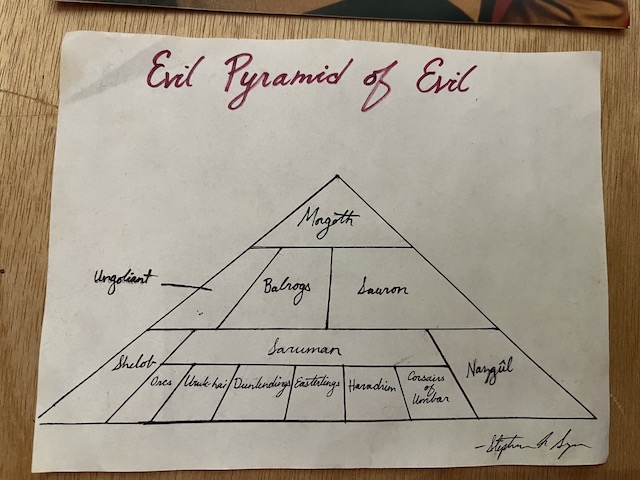 Evil Pyramid of Evil
Morgoth
Ungoliant
Balrogs
Sauron
Shelob
Saruman
Nazgûl
Orcs
Uruk-hai
Dunlendings
Easterlings
Haradrim
Corsairs
of
Umbar
-Stephen